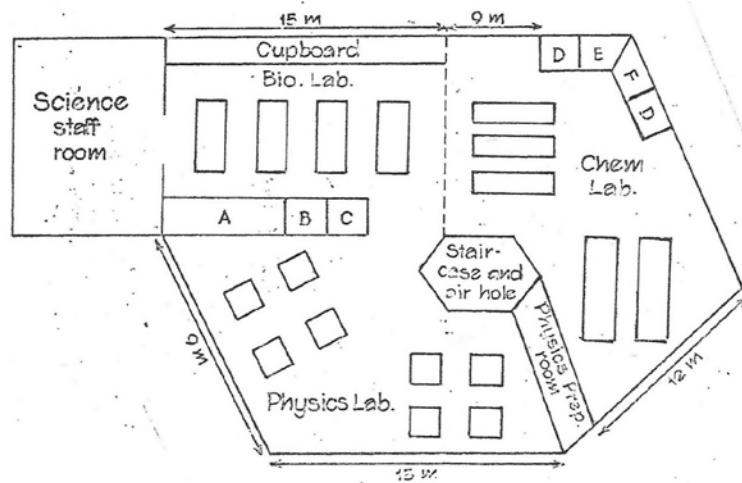 15 m
9 m
Cupboard
Bio. Lab.
D
E
F
D
Science
staff
room
Chem
Lab.
A
B
C
Stair-
case and
air hole
9 m
Physics Prep.
room
Physics Lab.
12 m
15 m